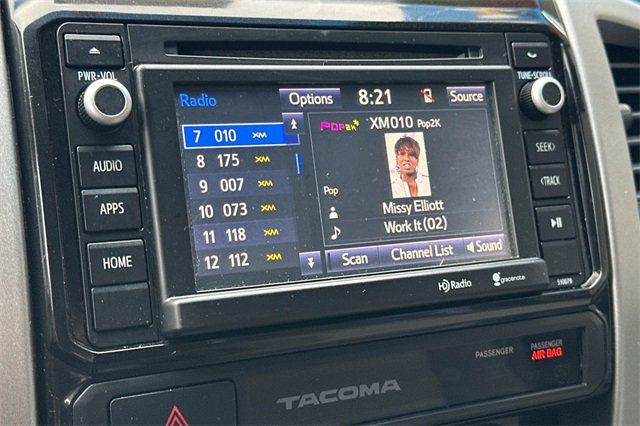 PWR·VOL
TUNE·SCROLL
Radio
Options
8:21
Source
7 010 XM
8 175 XM
9 007 XM
10 073 XM
11 118 XM
12 112 XM
POP2K
XM010 Pop2K
Pop
Missy Elliott
Work It (02)
Scan
Channel List
Sound
AUDIO
APPS
HOME
SEEK>
<TRACK
HD Radio
gracenote
510079
PASSENGER
PASSENGER
AIR BAG
TACOMA